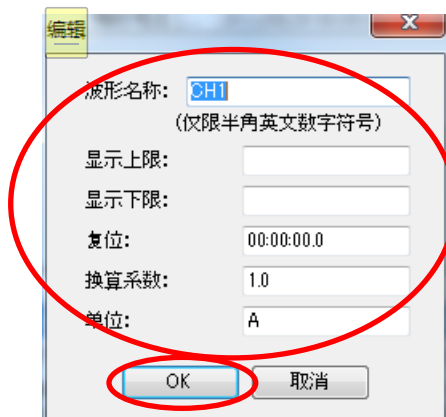 编辑
波形名称: CH1
(仅限半角英文数字符号)
显示上限:
显示下限:
复位: 00:00:00.0
换算系数: 1.0
单位: A
OK 取消